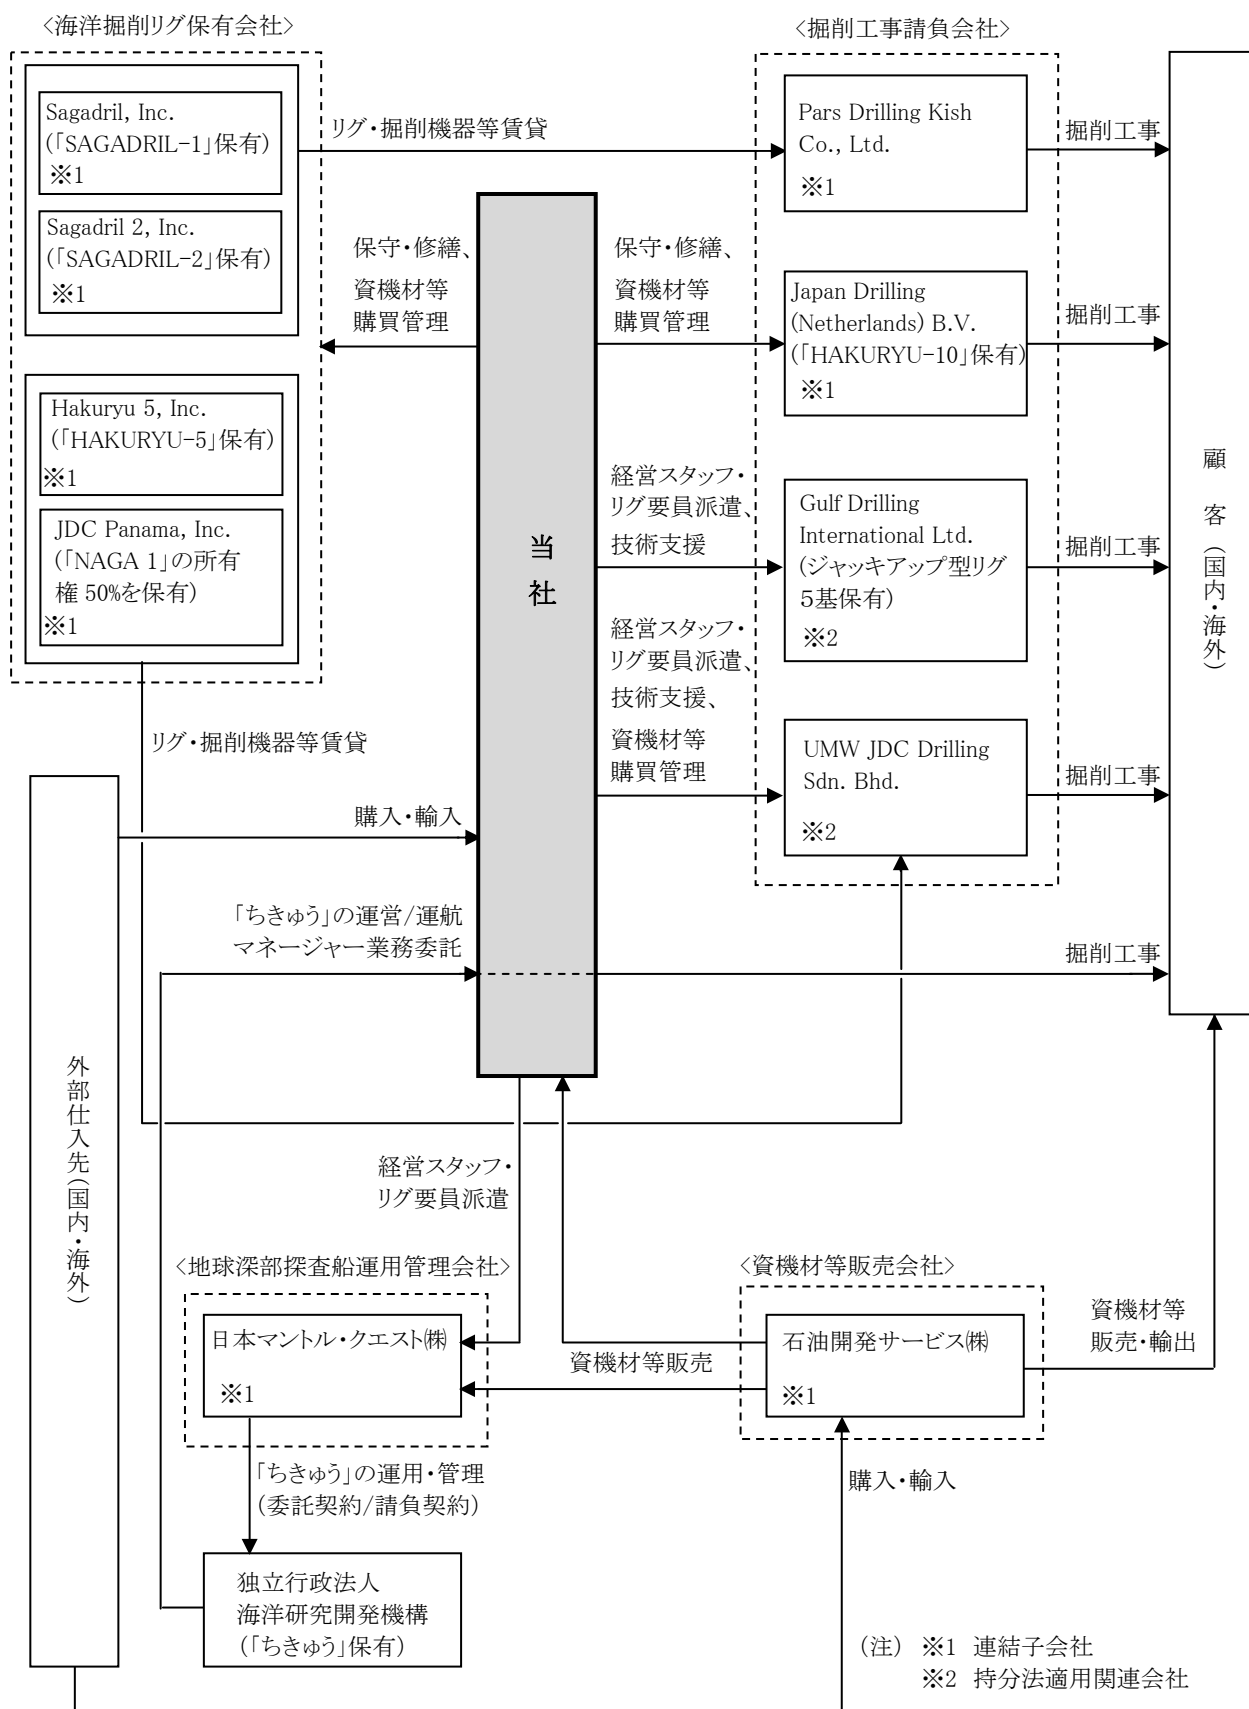 <海洋掘削リグ保有会社>
Sagadril, Inc.
(「SAGADRIL-1」保有)
※1
Sagadril 2, Inc.
(「SAGADRIL-2」保有)
※1
Hakuryu 5, Inc.
(「HAKURYU-5」保有)
※1
JDC Panama, Inc.
(「NAGA 1」の所有
権 50%を保有)
※1
リグ・掘削機器等賃貸
保守・修繕、
資機材等
購買管理
リグ・掘削機器等賃貸
当
社
保守・修繕、
資機材等
購買管理
経営スタッフ・
リグ要員派遣、
技術支援
経営スタッフ・
リグ要員派遣、
技術支援、
資機材等
購買管理
<掘削工事請負会社>
Pars Drilling Kish
Co., Ltd.
※1
Japan Drilling
(Netherlands) B.V.
(「HAKURYU-10」保有)
※1
Gulf Drilling
International Ltd.
(ジャッキアップ型リグ
5基保有)
※2
UMW JDC Drilling
Sdn. Bhd.
※2
掘削工事
掘削工事
掘削工事
掘削工事
掘削工事
顧客(国内・海外)
購入・輸入
「ちきゅう」の運営/運航
マネージャー業務委託
外部仕入先(国内・海外)
経営スタッフ・
リグ要員派遣
<地球深部探査船運用管理会社>
日本マントル・クエスト㈱
※1
資機材等販売
<資機材等販売会社>
石油開発サービス㈱
※1
資機材等
販売・輸出
「ちきゅう」の運用・管理
(委託契約/請負契約)
購入・輸入
独立行政法人
海洋研究開発機構
(「ちきゅう」保有)
(注) ※1 連結子会社
※2 持分法適用関連会社